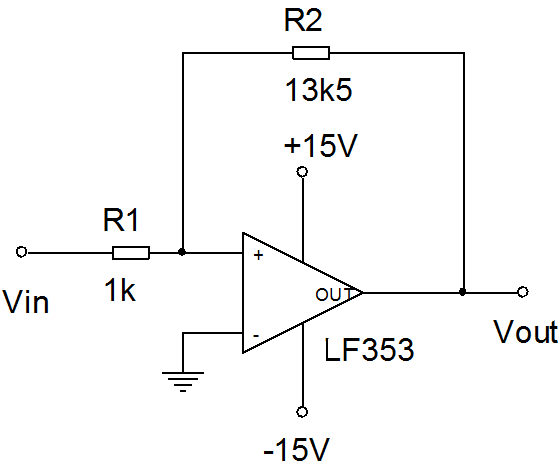 R2
13k5
+15V
R1
1k
Vin
+
OUT
-
LF353
Vout
-15V